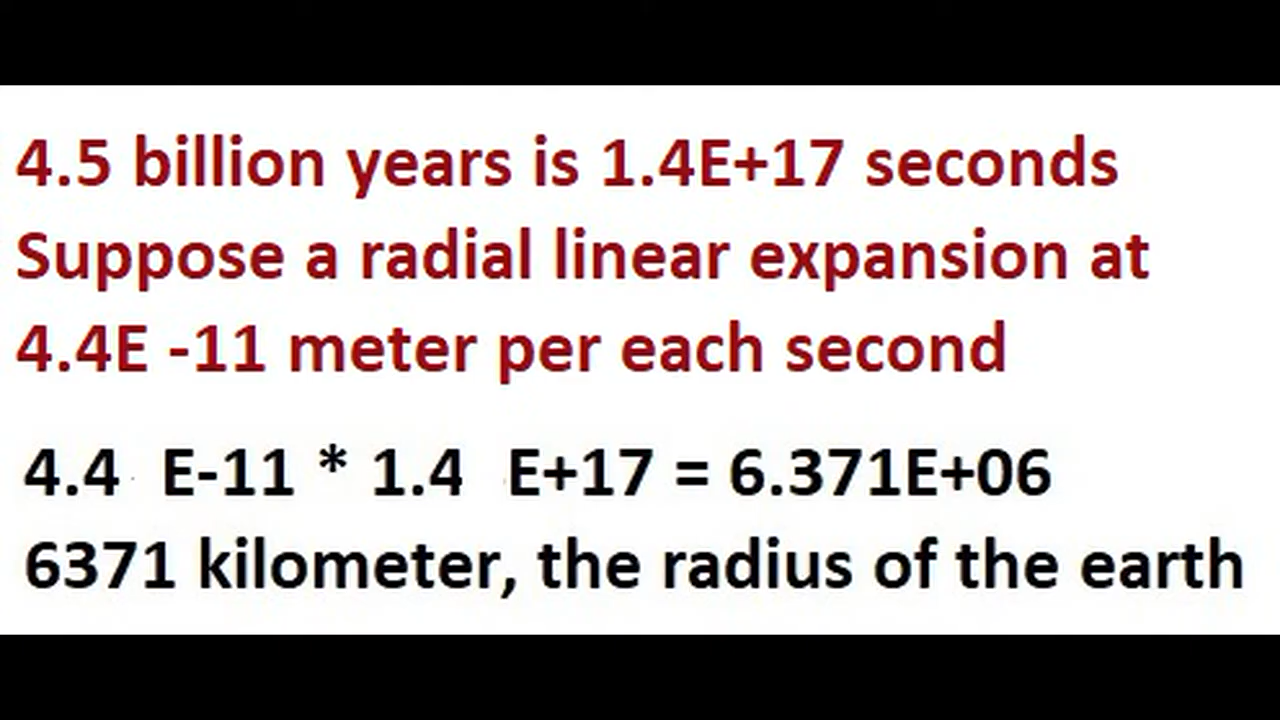 4.5 billion years is 1.4E+17 seconds
Suppose a radial linear expansion at
4.4E -11 meter per each second
4.4 E-11 * 1.4 E+17 = 6.371E+06
6371 kilometer, the radius of the earth